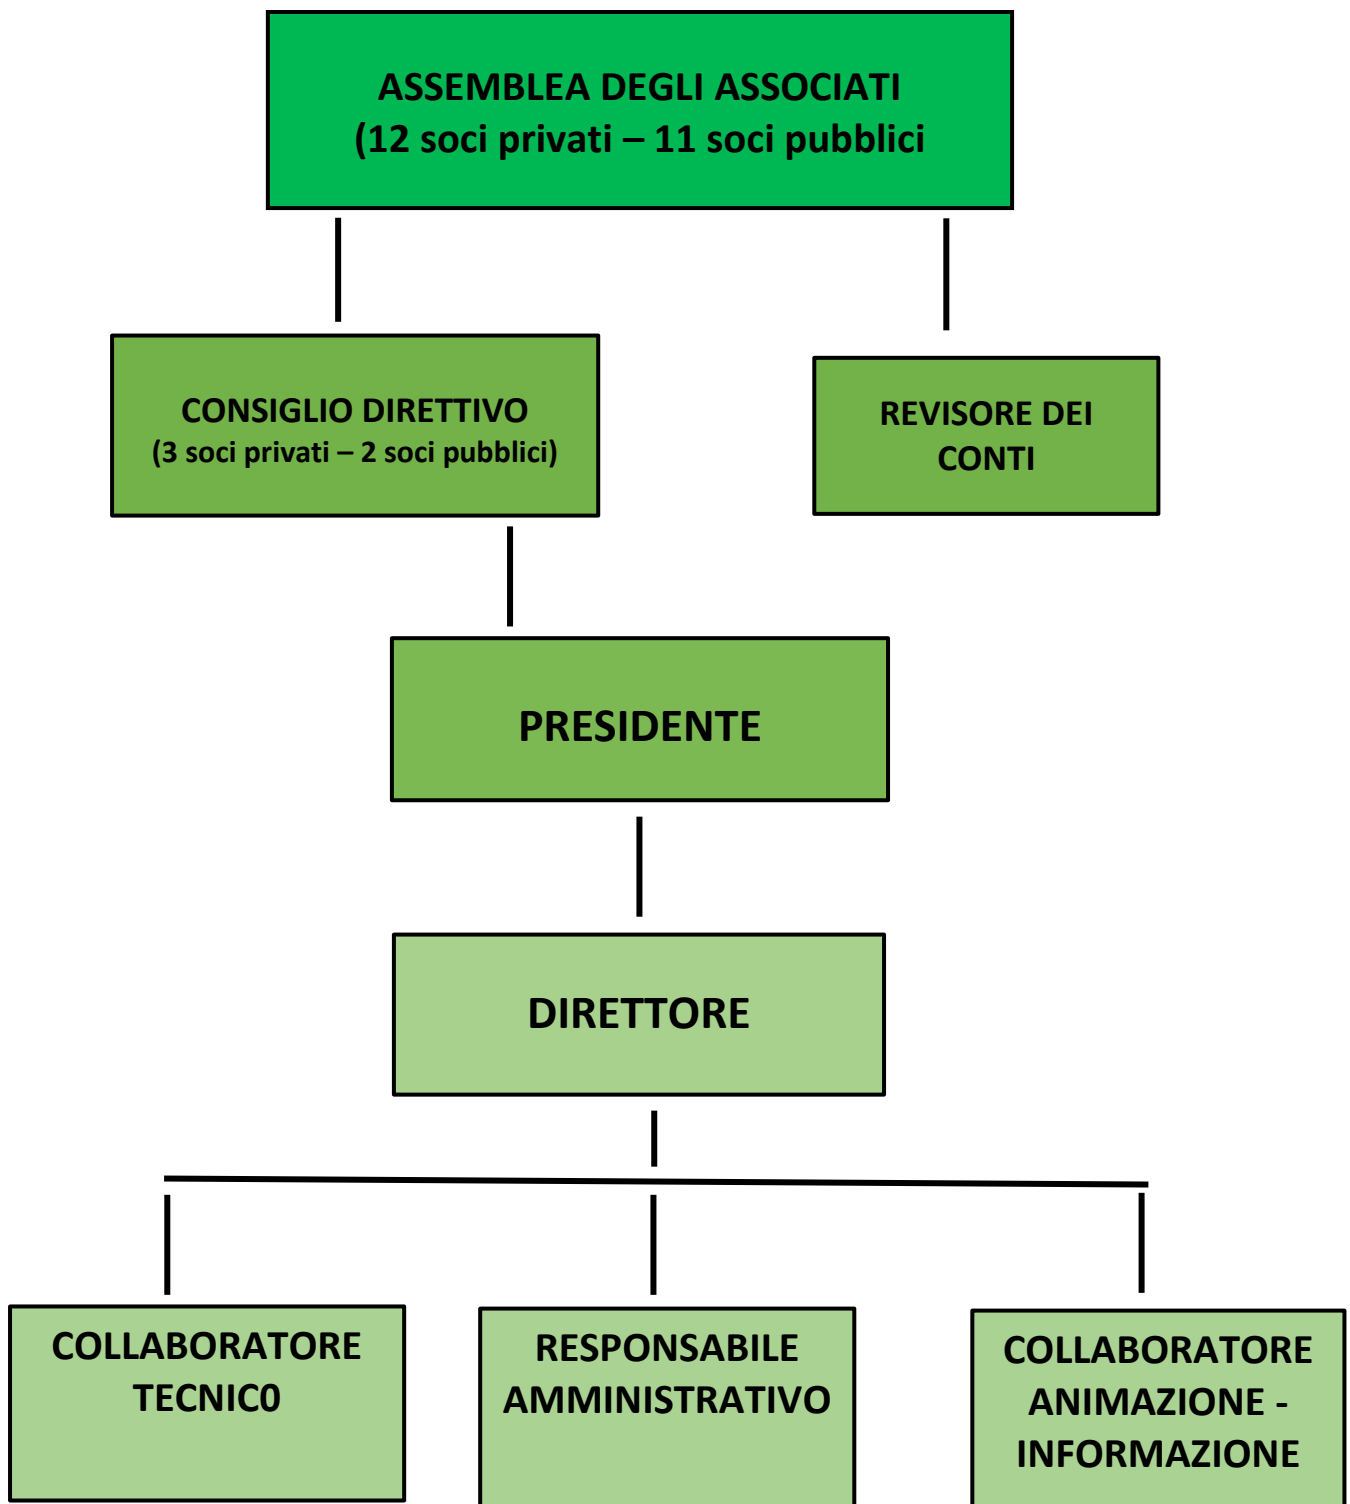 ASSEMBLEA DEGLI ASSOCIATI
(12 soci privati – 11 soci pubblici
CONSIGLIO DIRETTIVO
(3 soci privati – 2 soci pubblici)
REVISORE DEI
CONTI
PRESIDENTE
DIRETTORE
COLLABORATORE
TECNIC0
RESPONSABILE
AMMINISTRATIVO
COLLABORATORE
ANIMAZIONE -
INFORMAZIONE